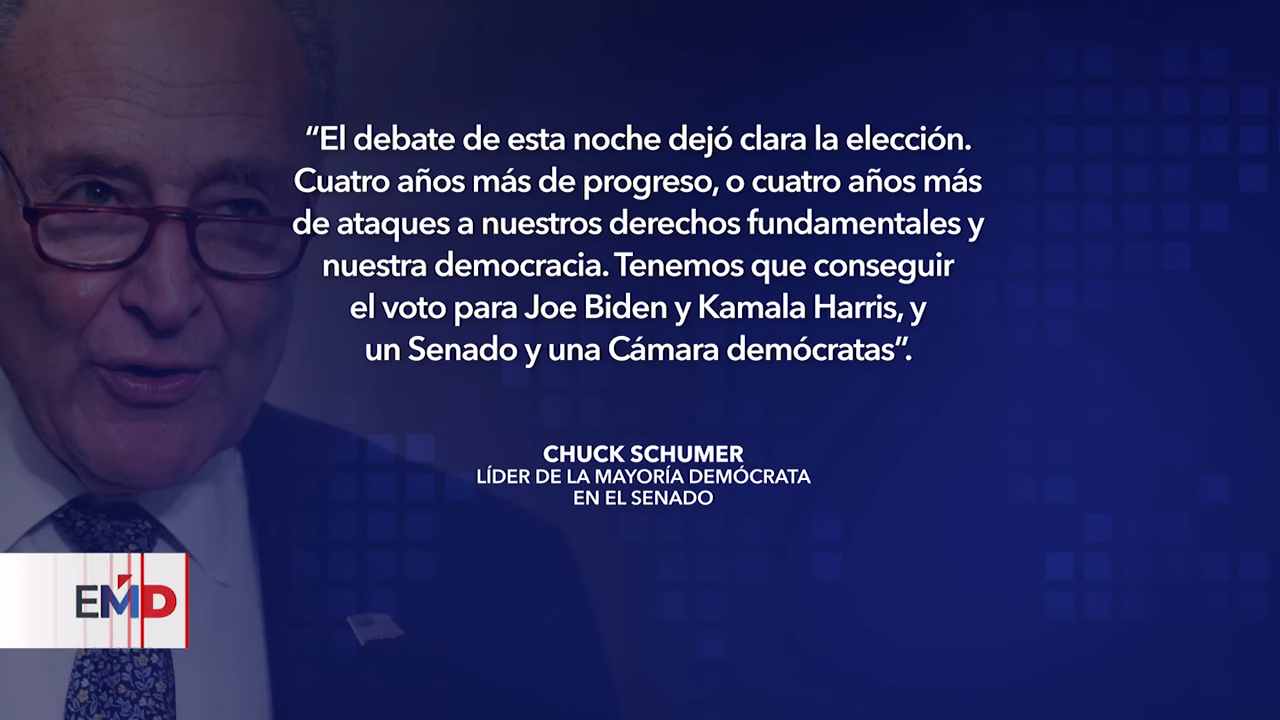 “El debate de esta noche dejó clara la elección.
Cuatro años más de progreso, o cuatro años más
de ataques a nuestros derechos fundamentales y
nuestra democracia. Tenemos que conseguir
el voto para Joe Biden y Kamala Harris, y
un Senado y una Cámara demócratas”.
CHUCK SCHUMER
LÍDER DE LA MAYORÍA DEMÓCRATA
EN EL SENADO
EMD